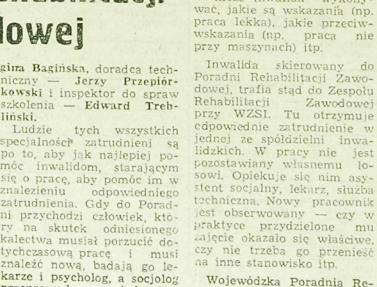 lowej
gina Bagińska, doradca tech-
niczny — Jerzy Przepiór-
kowski i inspektor do spraw
szkolenia — Edward Treb-
liński.
Ludzie tych wszystkich
specjalności zatrudnieni są
po to, aby jak najlepiej po-
móc inwalidom, starającym
się o pracę, aby pomóc im w
znalezieniu odpowiedniego
zatrudnienia. Gdy do Porad-
ni przychodzi człowiek, któ-
ry na skutek odniesionego
kalectwa musiał porzucić do-
tychczasową pracę i musi
znaleźć nową, badają go le-
karze i psycholog, a socjolog
wać, jakie są wskazania (np.
praca lekka), jakie przeciw-
wskazania (np. praca nie
przy maszynach) itp.
Inwalida skierowany do
Poradni Rehabilitacji Zawo-
dowej, trafia stąd do Zespołu
Rehabilitacji Zawodowej
przy WZSI. Tu otrzymuje
odpowiednie zatrudnienie w
jednej ze spółdzielni inwa-
lidzkich. W pracy nie jest
pozostawiany własnemu lo-
sowi. Opiekuje się nim asy-
stent socjalny, lekarz, służba
techniczna. Nowy pracownik
jest obserwowany — czy w
praktyce przydzielone mu
zajęcie okazało się właściwe,
czy nie trzeba go przenieść
na inne stanowisko itp.
Wojewódzka Poradnia Re-